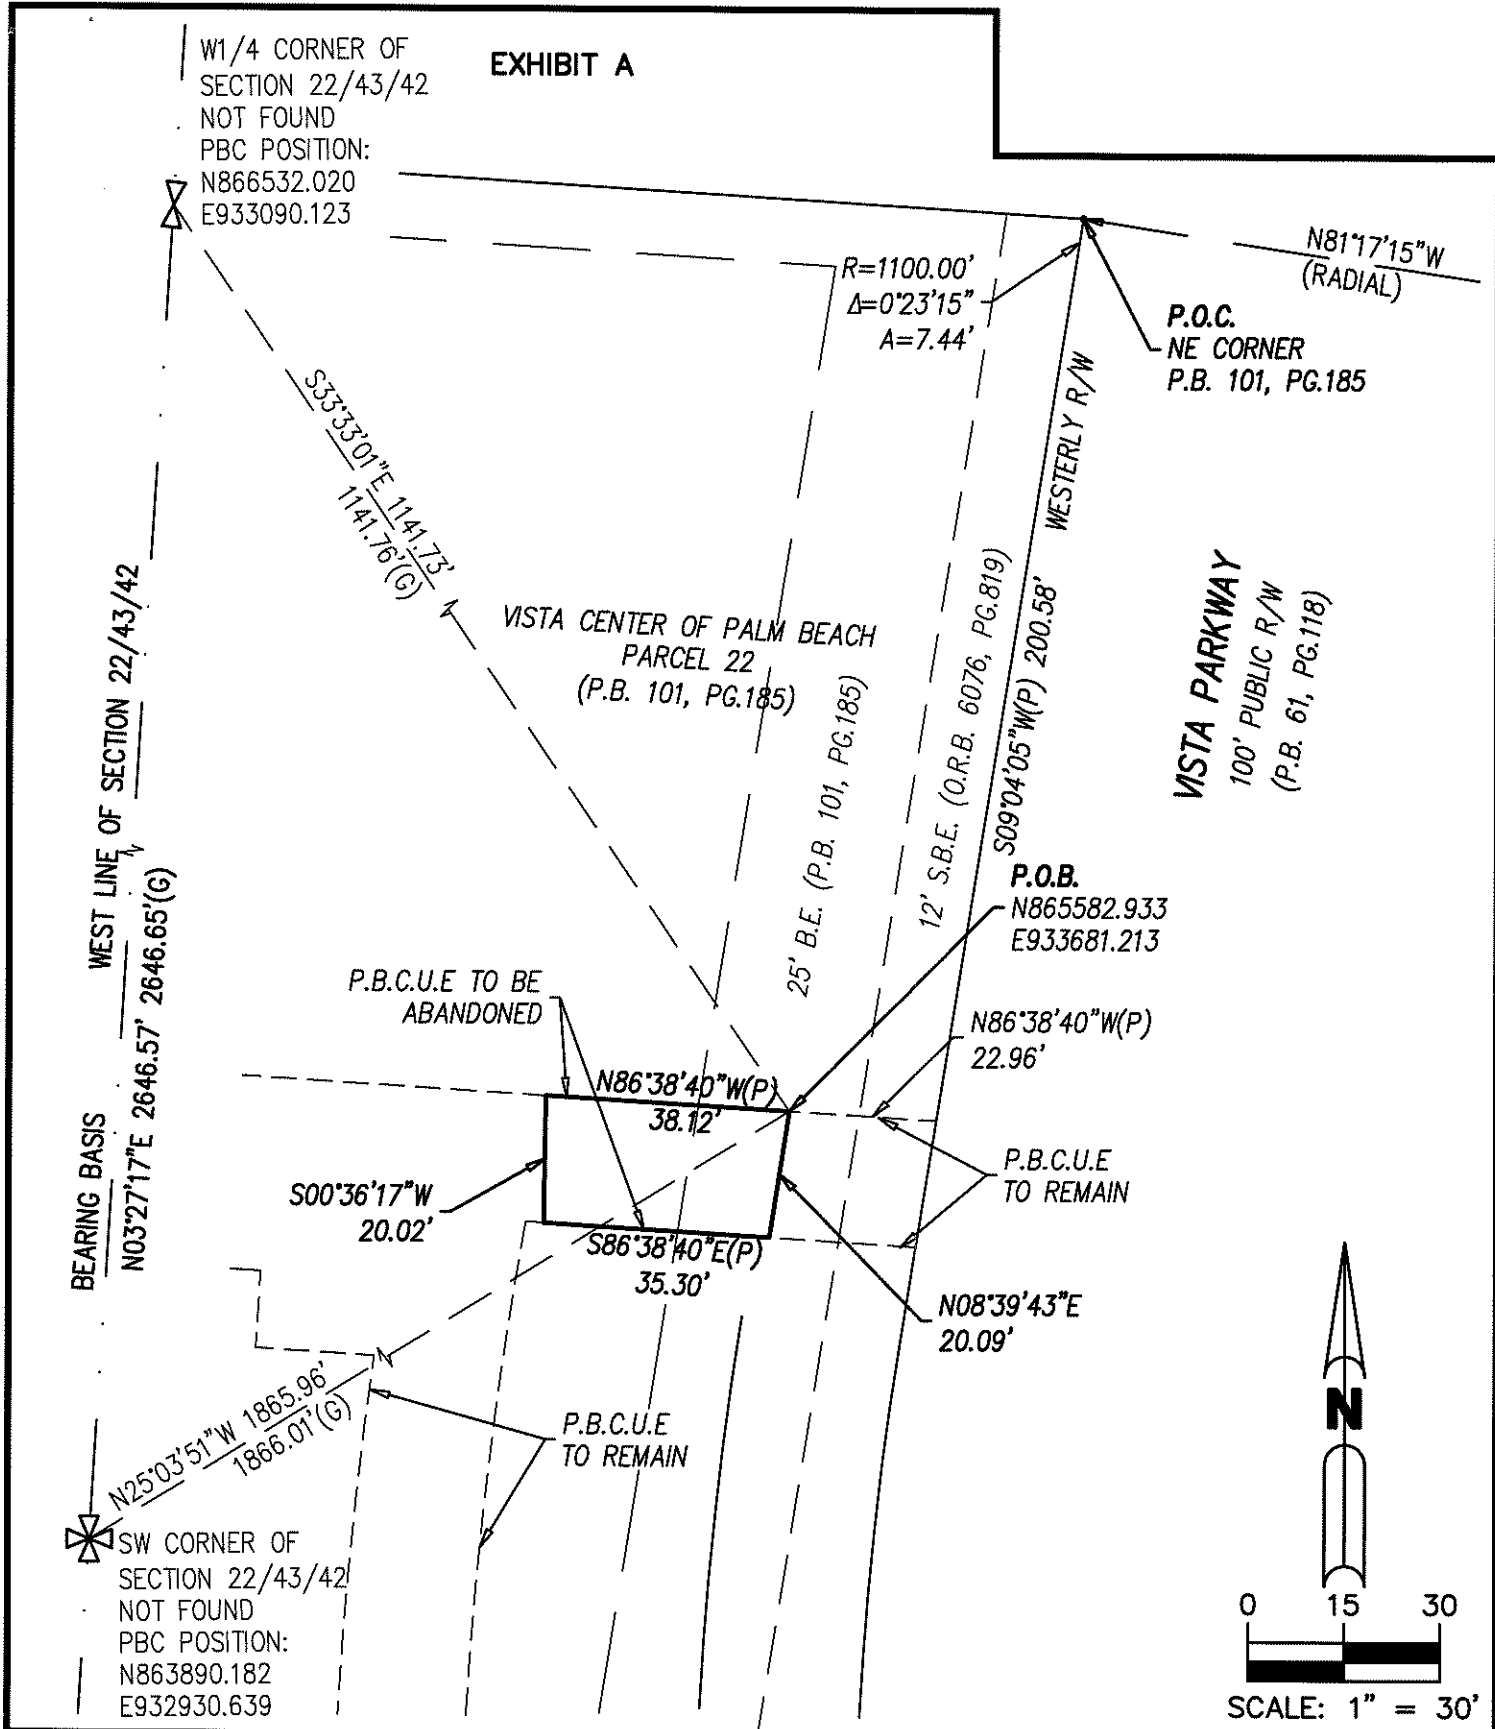 EXHIBIT A
W1/4 CORNER OF
SECTION 22/43/42
NOT FOUND
PBC POSITION:
N866532.020
E933090.123
N81°17'15"W
(RADIAL)
R=1100.00'
Δ=0°23'15"
A=7.44'
P.O.C.
NE CORNER
P.B. 101, PG.185
S33°33'01"E 1141.73'
1141.76'(G)
WESTERLY R/W
S09°04'05"W(P) 200.58'
VISTA CENTER OF PALM BEACH
PARCEL 22
(P.B. 101, PG.185)
25' B.E. (P.B. 101, PG.185)
12' S.B.E. (O.R.B. 6076, PG.819)
VISTA PARKWAY
100' PUBLIC R/W
(P.B. 61, PG.118)
WEST LINE OF SECTION 22/43/42
BEARING BASIS
N03°27'17"E 2646.57' 2646.65'(G)
P.O.B.
N865582.933
E933681.213
P.B.C.U.E TO BE
ABANDONED
N86°38'40"W(P)
22.96'
N86°38'40"W(P)
38.12'
P.B.C.U.E
TO REMAIN
S00°36'17"W
20.02'
S86°38'40"E(P)
35.30'
N08°39'43"E
20.09'
N25°03'51"W 1865.96'
1866.01'(G)
P.B.C.U.E
TO REMAIN
SW CORNER OF
SECTION 22/43/42
NOT FOUND
PBC POSITION:
N863890.182
E932930.639
N
0 15 30
SCALE: 1" = 30'